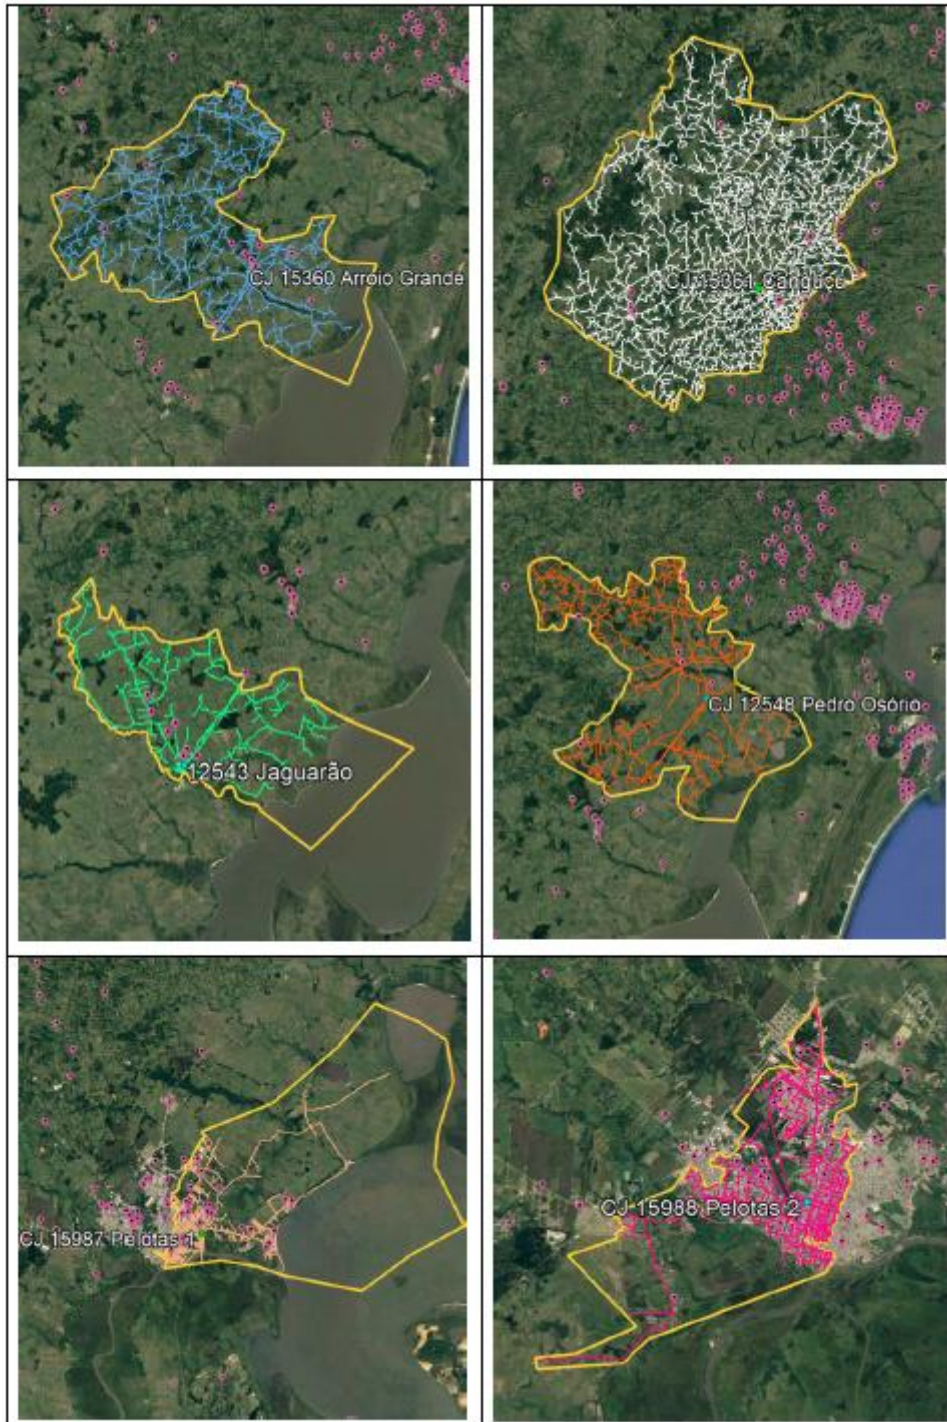 CJ 15360 Arroio Grande
CJ 15361 Canguçu
12543 Jaguarão
CJ 12548 Pedro Osório
CJ 15987 Pelotas 1
CJ 15988 Pelotas 2